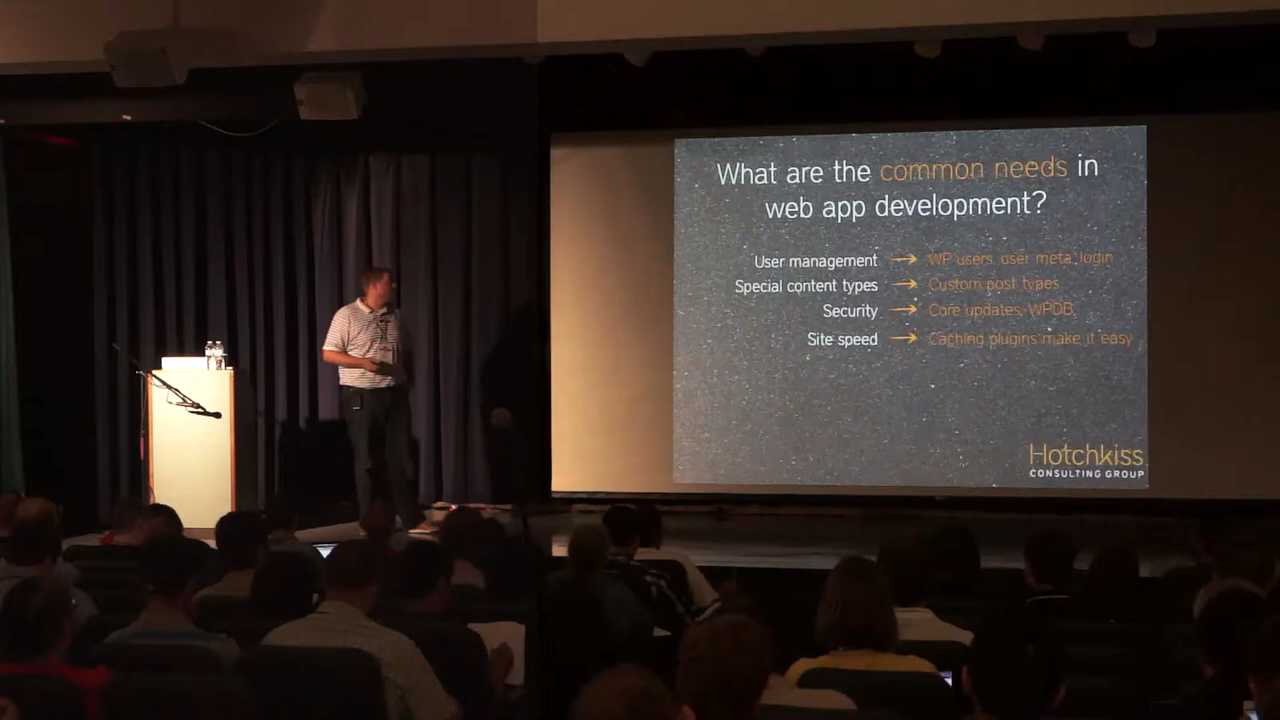 What are the common needs in
web app development?
User management → WP users, user meta, login
Special content types → Custom post types
Security → Core updates, WPDB
Site speed → Caching plugins make it easy
Hotchkiss
CONSULTING GROUP